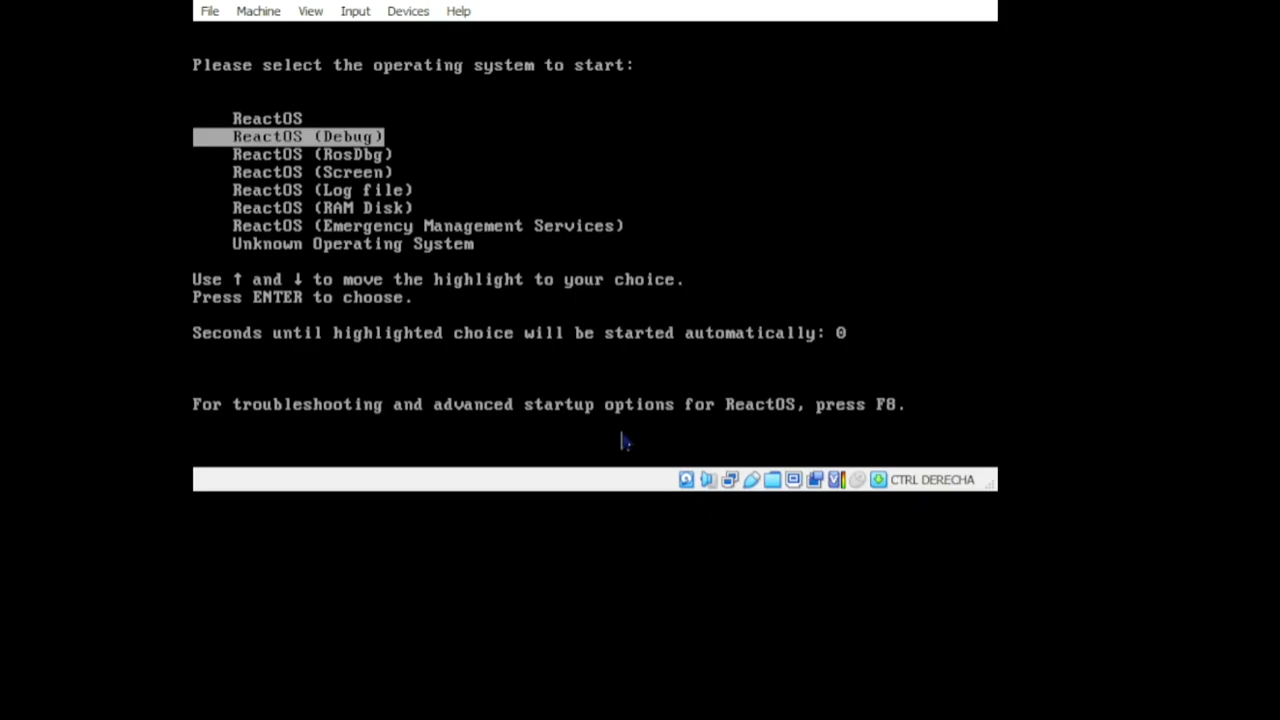 File Machine View Input Devices Help
Please select the operating system to start:
ReactOS
ReactOS (Debug)
ReactOS (RosDbg)
ReactOS (Screen)
ReactOS (Log file)
ReactOS (RAM Disk)
ReactOS (Emergency Management Services)
Unknown Operating System
Use ↑ and ↓ to move the highlight to your choice.
Press ENTER to choose.
Seconds until highlighted choice will be started automatically: 0
For troubleshooting and advanced startup options for ReactOS, press F8.
CTRL DERECHA